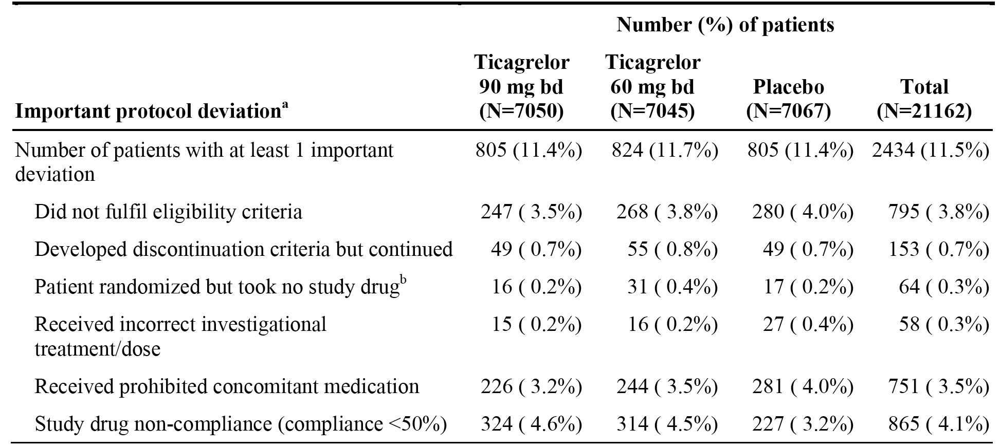 Number (%) of patients
Ticagrelor Ticagrelor
90 mg bd 60 mg bd Placebo Total
Important protocol deviationa (N=7050) (N=7045) (N=7067) (N=21162)
Number of patients with at least 1 important 805 (11.4%) 824 (11.7%) 805 (11.4%) 2434 (11.5%)
deviation
Did not fulfil eligibility criteria 247 ( 3.5%) 268 ( 3.8%) 280 ( 4.0%) 795 ( 3.8%)
Developed discontinuation criteria but continued 49 ( 0.7%) 55 ( 0.8%) 49 ( 0.7%) 153 ( 0.7%)
Patient randomized but took no study drugb 16 ( 0.2%) 31 ( 0.4%) 17 ( 0.2%) 64 ( 0.3%)
Received incorrect investigational 15 ( 0.2%) 16 ( 0.2%) 27 ( 0.4%) 58 ( 0.3%)
treatment/dose
Received prohibited concomitant medication 226 ( 3.2%) 244 ( 3.5%) 281 ( 4.0%) 751 ( 3.5%)
Study drug non-compliance (compliance <50%) 324 ( 4.6%) 314 ( 4.5%) 227 ( 3.2%) 865 ( 4.1%)